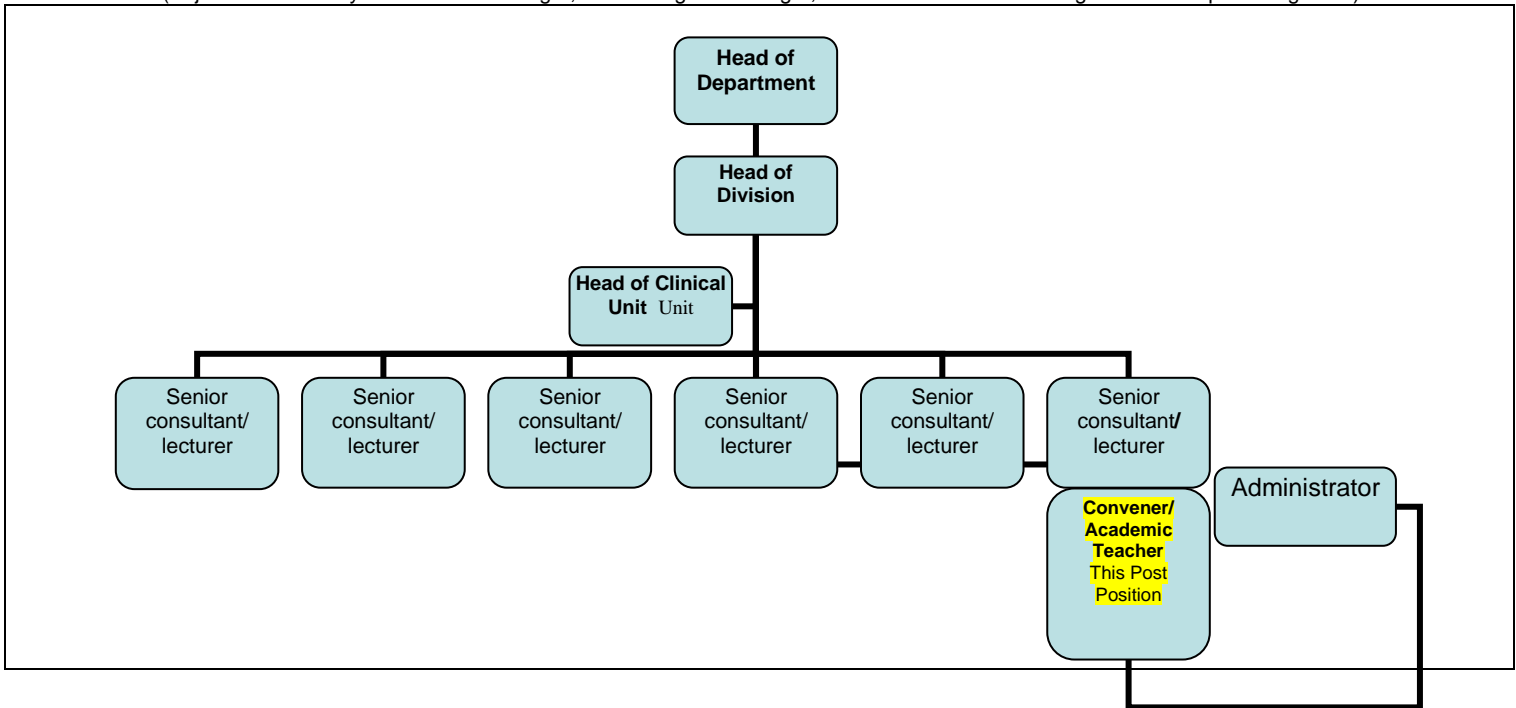 Head of
Department
Head of
Division
Head of Clinical
Unit Unit
Senior
consultant/
lecturer
Senior
consultant/
lecturer
Senior
consultant/
lecturer
Senior
consultant/
lecturer
Senior
consultant/
lecturer
Senior
consultant/
lecturer
Administrator
Convener/
Academic
Teacher
This Post
Position